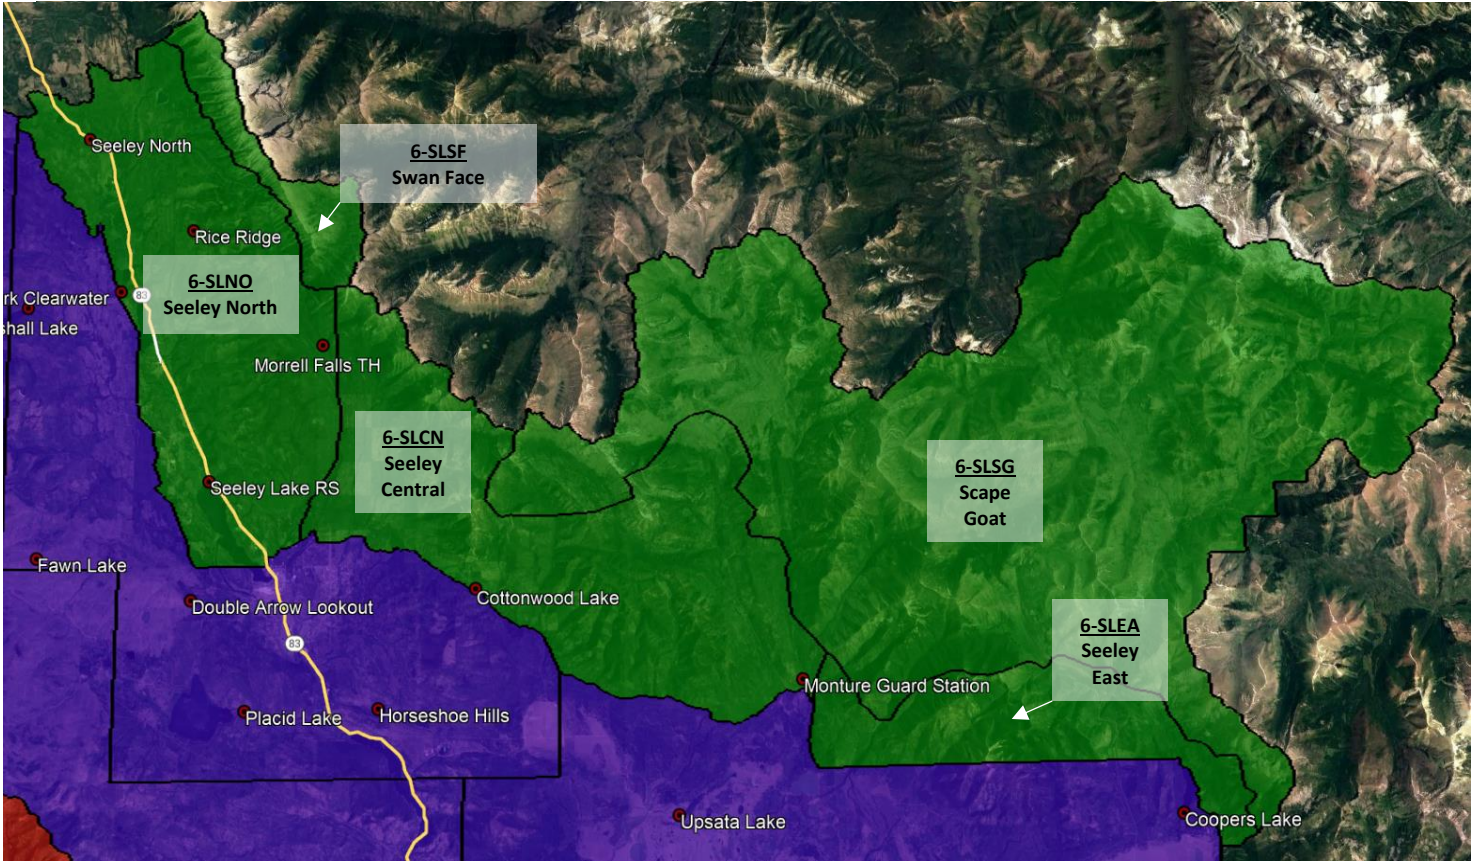 Seeley North
6-SLSF
Swan Face
Rice Ridge
6-SLNO
Seeley North
rk Clearwater
83
shall Lake
Morrell Falls TH
6-SLCN
Seeley
Central
6-SLSG
Scape
Goat
Seeley Lake RS
Fawn Lake
Double Arrow Lookout
Cottonwood Lake
83
6-SLEA
Seeley
East
Monture Guard Station
Placid Lake
Horseshoe Hills
Upsata Lake
Coopers Lake